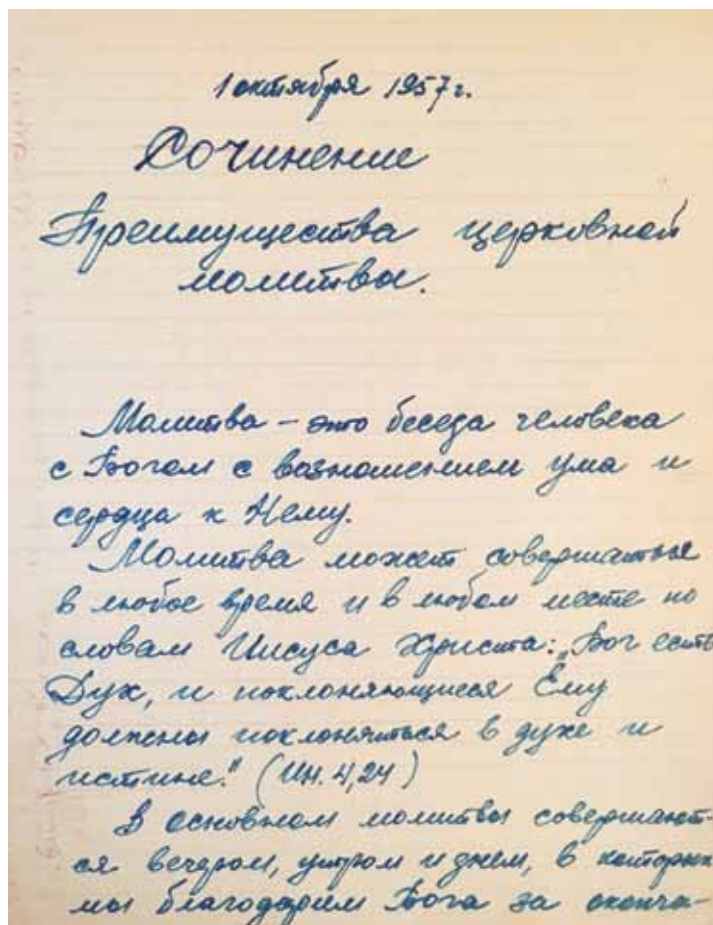 1 октября 1957 г.
Сочинение
Преимущества церковной
молитвы.
Молитва – это беседа человека
с Богом с возношением ума и
сердца к Нему.
Молитва может совершаться
в любое время и в любом месте по
словам Иисуса Христа: „Бог есть
Дух, и поклоняющиеся Ему
должны поклоняться в духе и
истине." (Ин. 4,24)
В основном молитвы совершают-
ся вечером, утром и днём, в которых
мы благодарим Бога за оконча-